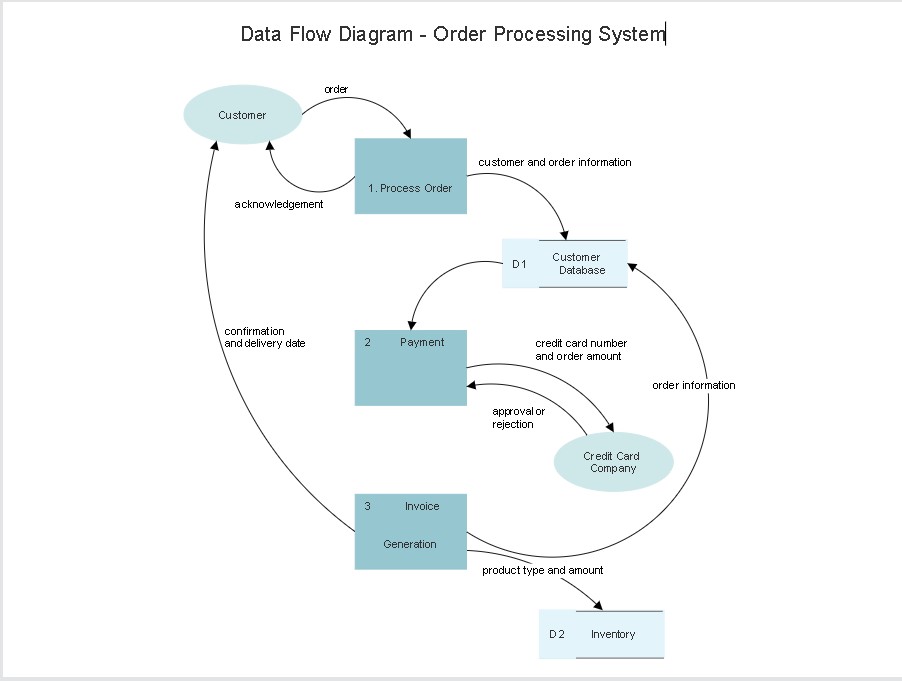 Data Flow Diagram - Order Processing System
order
Customer
customer and order information
1. Process Order
acknowledgement
D1
Customer
Database
confirmation
and delivery date
2 Payment
credit card number
and order amount
order information
approval or
rejection
Credit Card
Company
3 Invoice
Generation
product type and amount
D2 Inventory